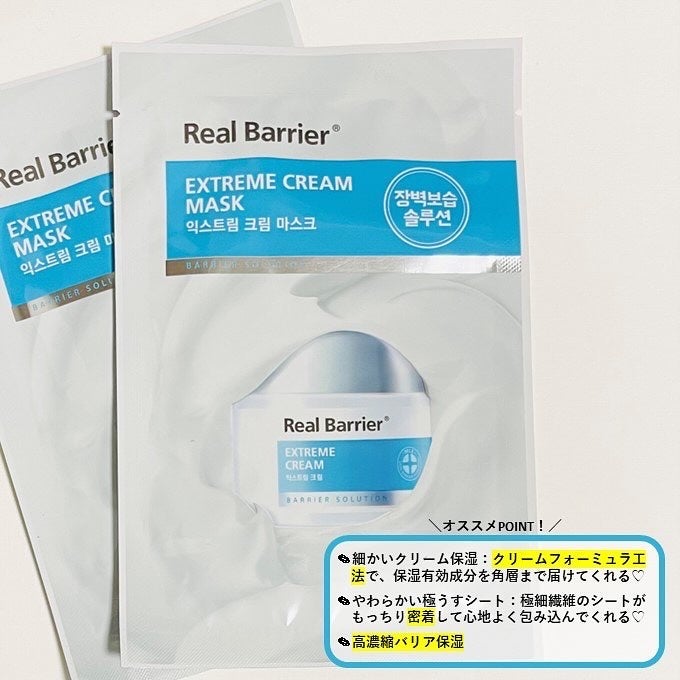 Real Barrier
EXTREME C
MASK
익스트림 크림 마
BARRIER SOLU
Real Barrier®
EXTREME CREAM
MASK
익스트림 크림 마스크
장벽보습
솔루션
BARRIER SOLUTIO
Real Barrier®
EXTREME
CREAM
익스트림 크림
BARRIER SOLUTION
＼オススメPOINT！／
細かいクリーム保湿：クリームフォーミュラ工
法で、保湿有効成分を角層まで届けてくれる♡
やわらかい極うすシート：極細繊維のシートが
もっちり密着して心地よく包み込んでくれる♡
高濃縮バリア保湿